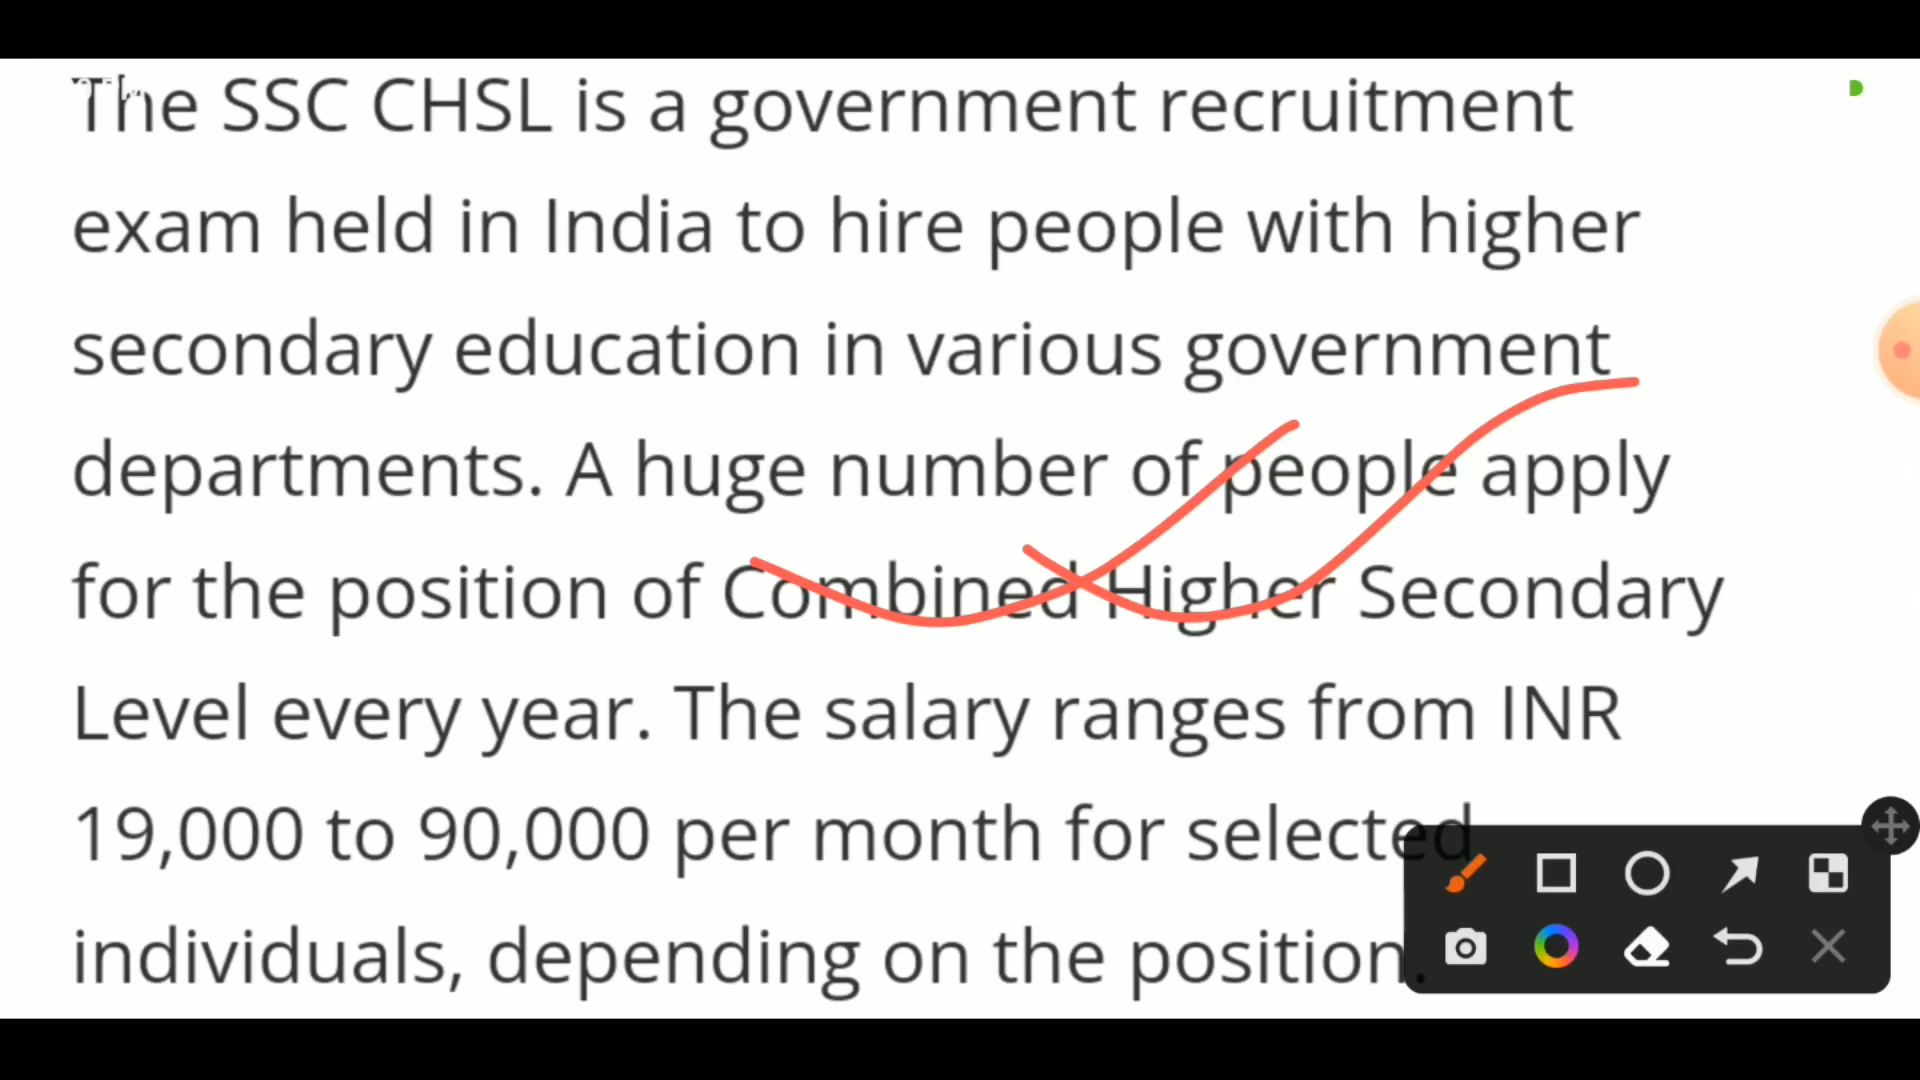 The SSC CHSL is a government recruitment
exam held in India to hire people with higher
secondary education in various government
departments. A huge number of people apply
for the position of Combined Higher Secondary
Level every year. The salary ranges from INR
19,000 to 90,000 per month for selected
individuals, depending on the position.